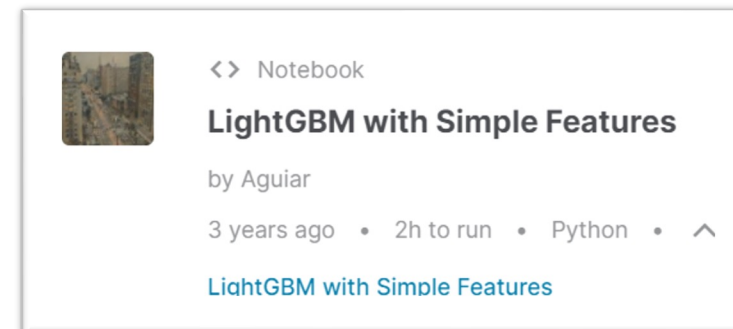 <> Notebook
LightGBM with Simple Features
by Aguiar
3 years ago • 2h to run • Python •
LightGBM with Simple Features